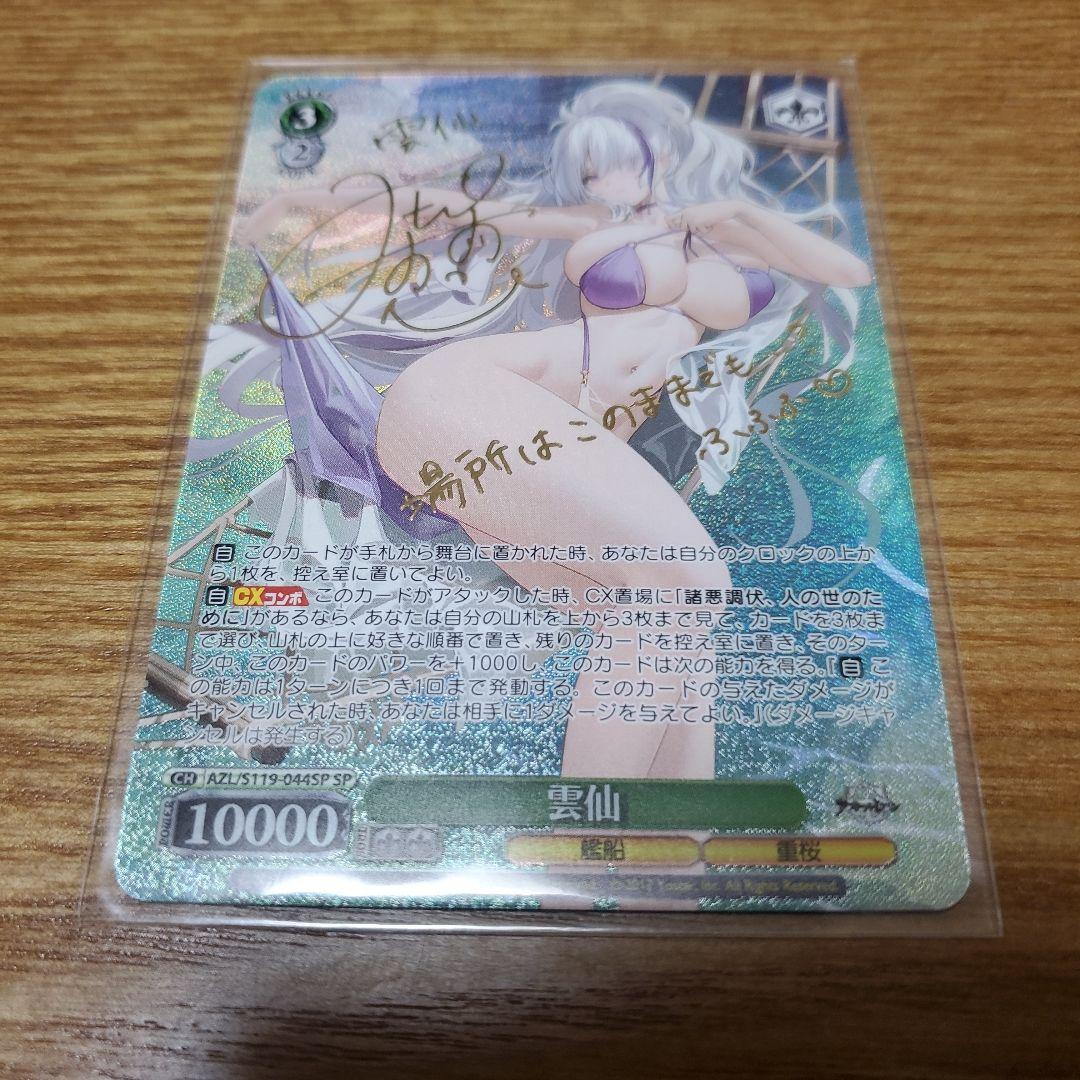 3
2
雲仙
場所はこのままでも…?
ふふふ♡
自 このカードが手札から舞台に置かれた時、あなたは自分のクロックの上か
ら1枚を、控え室に置いてよい。
自 CXコンボ このカードがアタックした時、CX置場に「諸悪調伏、人の世のた
めに」があるなら、あなたは自分の山札を上から3枚まで見て、カードを3枚ま
で選び、山札の上に好きな順番で置き、残りのカードを控え室に置き、そのター
ン中、このカードのパワーを+1000し、このカードは次の能力を得る。「自 こ
の能力は1ターンにつき1回まで発動する。このカードの与えたダメージが
キャンセルされた時、あなたは相手に1ダメージを与えてよい。」(ダメージキャ
ンセルは発生する)
CH AZL/S119-044SP SP
POWER 10000
雲仙
艦船 重桜
Yostar, Inc. All Rights Reserved.